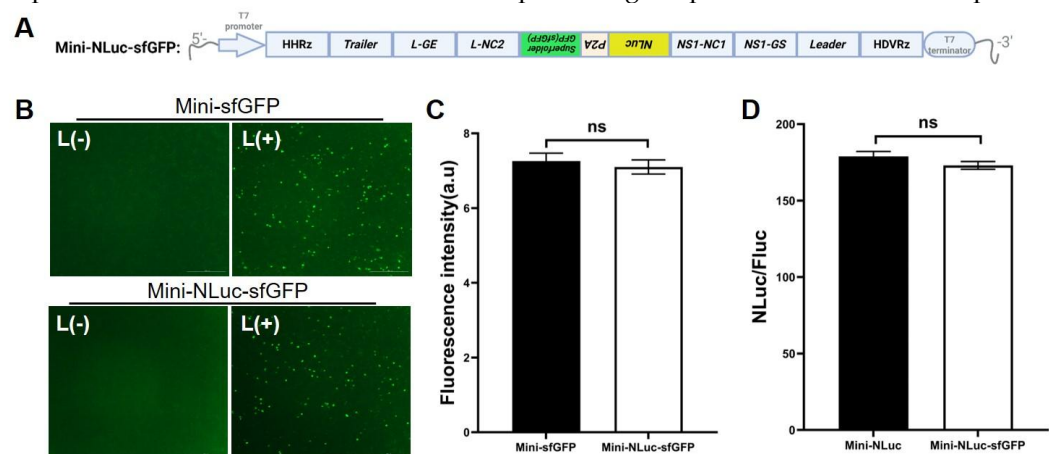 A
Mini-NLuc-sfGFP:
5'-
T7
promoter
HHRz
Trailer
L-GE
L-NC2
Superfolder
GFP(sfGFP)
P2A
NLuc
NS1-NC1
NS1-GS
Leader
HDVRz
T7
terminator
-3'
B
Mini-sfGFP
L(-)
L(+)
Mini-NLuc-sfGFP
L(-)
L(+)
C
Fluorescence intensity(a.u)
8
6
4
2
0
ns
Mini-sfGFP
Mini-NLuc-sfGFP
D
NLuc/Fluc
200
150
100
50
0
ns
Mini-NLuc
Mini-NLuc-sfGFP